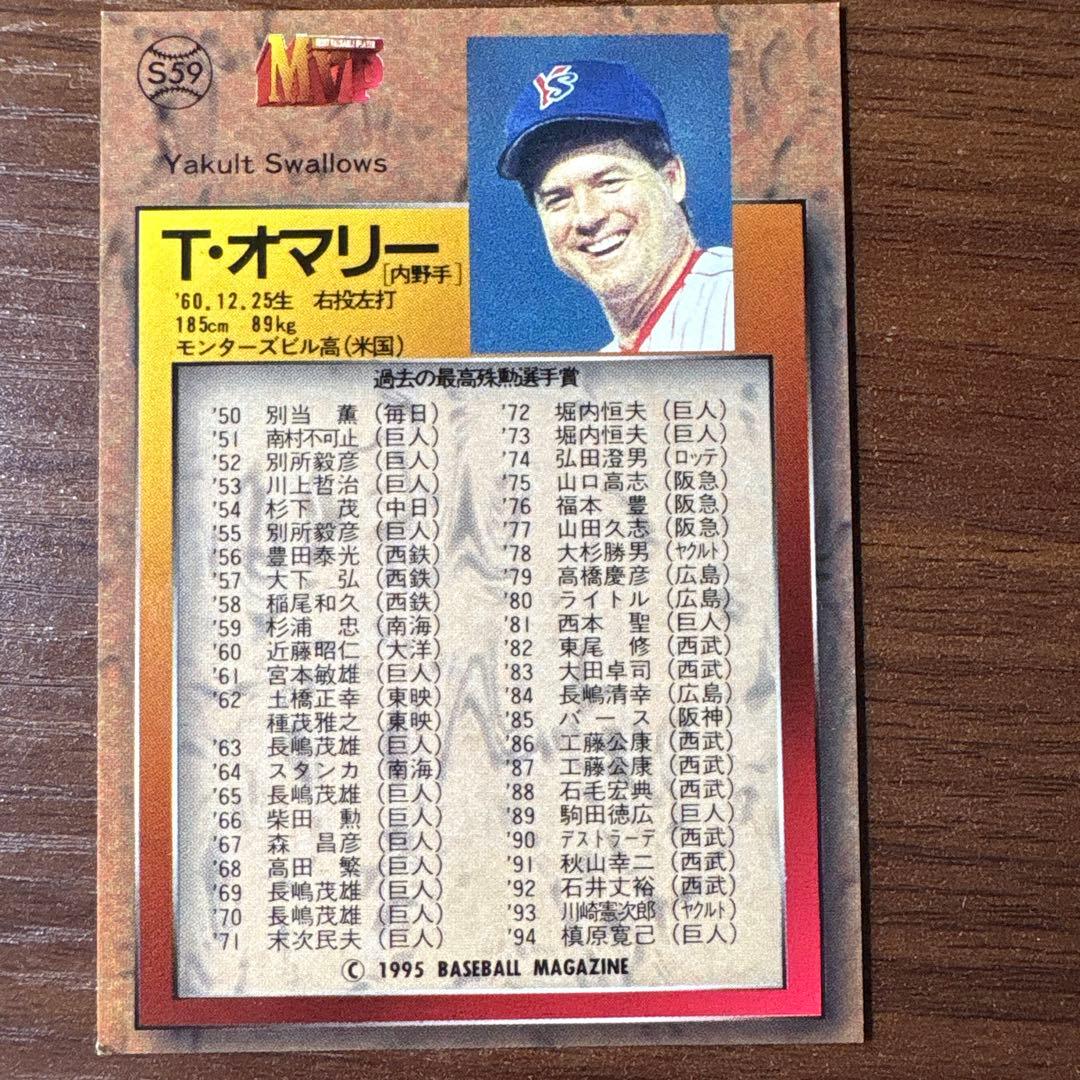 S59
MVP
Yakult Swallows
YS
T・オマリー
[内野手]
'60.12.25生 右投左打
185cm 89kg
モンターズビル高(米国)
過去の最高殊勲選手賞
'50 別当 薫 (毎日)
'51 南村不可止 (巨人)
'52 別所毅彦 (巨人)
'53 川上哲治 (巨人)
'54 杉下 茂 (中日)
'55 別所毅彦 (巨人)
'56 豊田泰光 (西鉄)
'57 大下 弘 (西鉄)
'58 稲尾和久 (西鉄)
'59 杉浦 忠 (南海)
'60 近藤昭仁 (大洋)
'61 宮本敏雄 (巨人)
'62 土橋正幸 (東映)
種茂雅之 (東映)
'63 長嶋茂雄 (巨人)
'64 スタンカ (南海)
'65 長嶋茂雄 (巨人)
'66 柴田 勲 (巨人)
'67 森 昌彦 (巨人)
'68 高田 繁 (巨人)
'69 長嶋茂雄 (巨人)
'70 長嶋茂雄 (巨人)
'71 末次民夫 (巨人)
'72 堀内恒夫 (巨人)
'73 堀内恒夫 (巨人)
'74 弘田澄男 (ロッテ)
'75 山口高志 (阪急)
'76 福本 豊 (阪急)
'77 山田久志 (阪急)
'78 大杉勝男 (ヤクルト)
'79 高橋慶彦 (広島)
'80 ライトル (広島)
'81 西本 聖 (巨人)
'82 東尾 修 (西武)
'83 大田卓司 (西武)
'84 長嶋清幸 (広島)
'85 バース (阪神)
'86 工藤公康 (西武)
'87 工藤公康 (西武)
'88 石毛宏典 (西武)
'89 駒田徳広 (巨人)
'90 デストラーデ (西武)
'91 秋山幸二 (西武)
'92 石井丈裕 (西武)
'93 川崎憲次郎 (ヤクルト)
'94 槙原寛己 (巨人)
© 1995 BASEBALL MAGAZINE